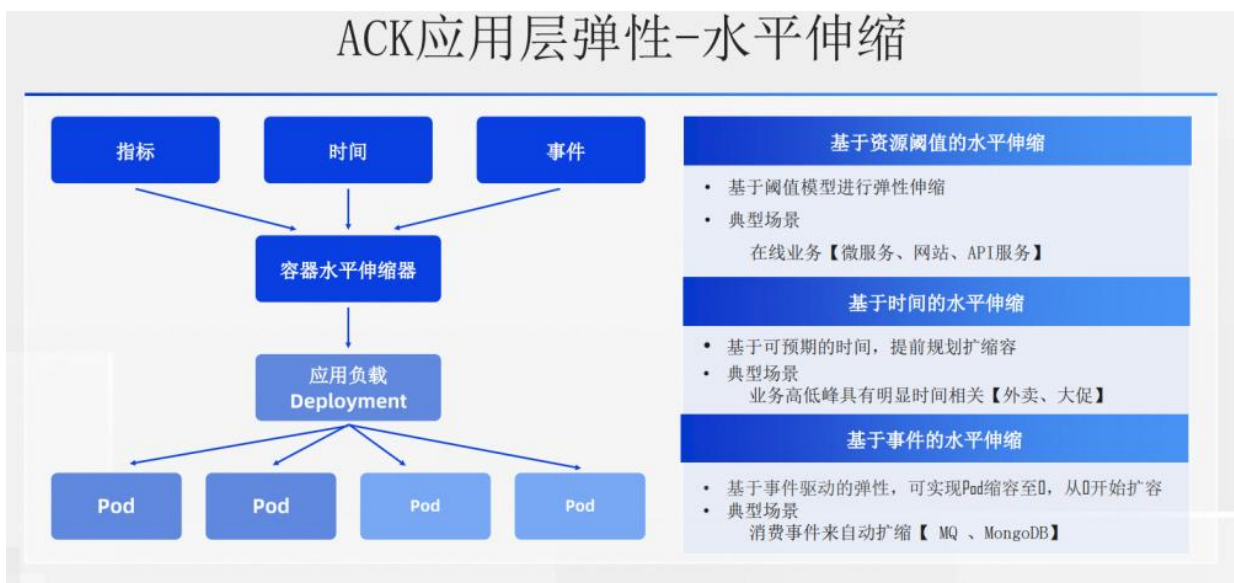 ACK应用层弹性-水平伸缩
指标
时间
事件
容器水平伸缩器
应用负载
Deployment
Pod
Pod
Pod
Pod
基于资源阈值的水平伸缩
• 基于阈值模型进行弹性伸缩
• 典型场景
在线业务【微服务、网站、API服务】
基于时间的水平伸缩
• 基于可预期的时间，提前规划扩缩容
• 典型场景
业务高低峰具有明显时间相关【外卖、大促】
基于事件的水平伸缩
• 基于事件驱动的弹性，可实现Pod缩容至0，从0开始扩容
• 典型场景
消费事件来自动扩缩【 MQ 、MongoDB】